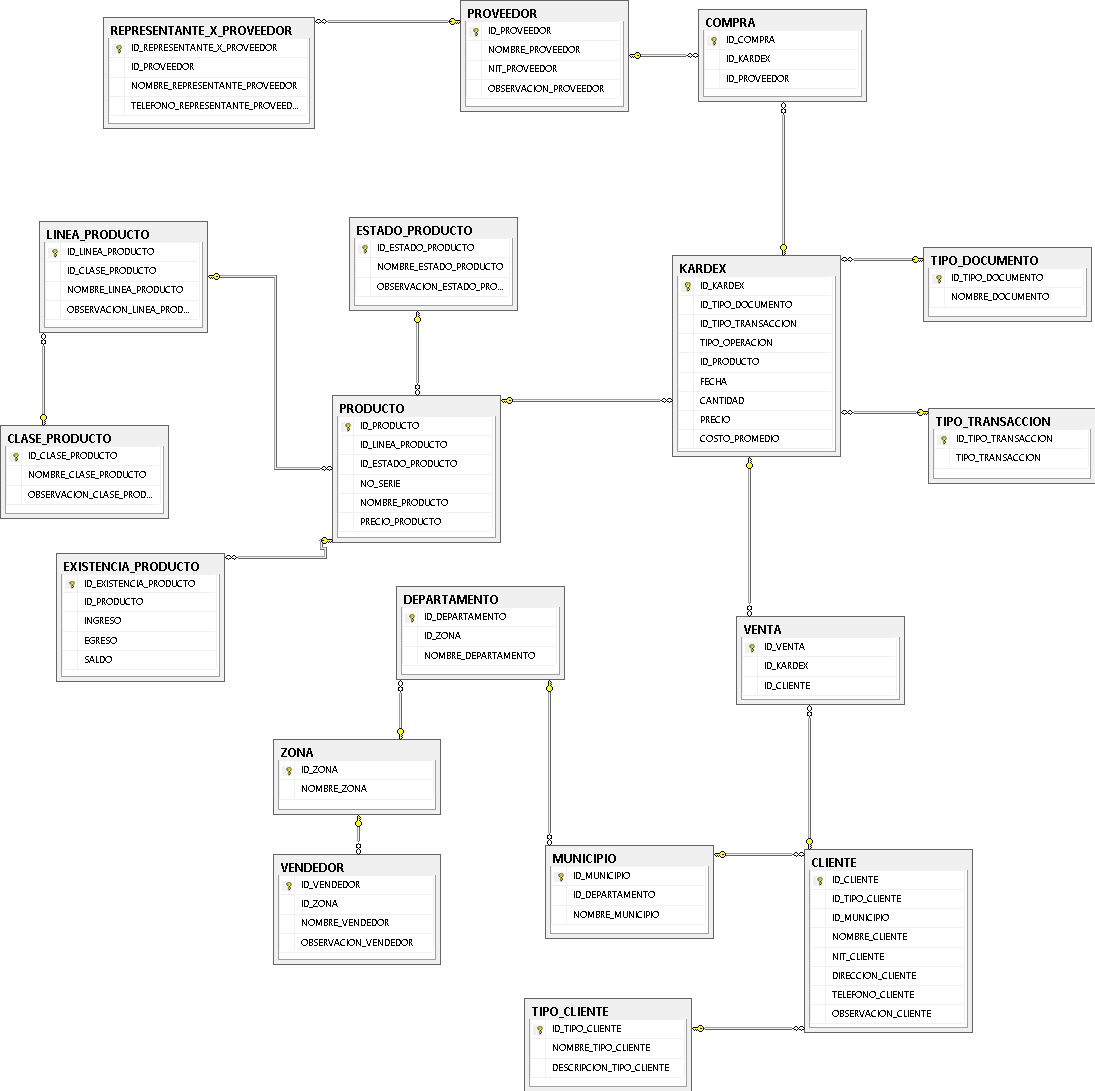 REPRESENTANTE_X_PROVEEDOR
ID_REPRESENTANTE_X_PROVEEDOR
ID_PROVEEDOR
NOMBRE_REPRESENTANTE_PROVEEDOR
TELEFONO_REPRESENTANTE_PROVEED...
PROVEEDOR
ID_PROVEEDOR
NOMBRE_PROVEEDOR
NIT_PROVEEDOR
OBSERVACION_PROVEEDOR
COMPRA
ID_COMPRA
ID_KARDEX
ID_PROVEEDOR
LINEA_PRODUCTO
ID_LINEA_PRODUCTO
ID_CLASE_PRODUCTO
NOMBRE_LINEA_PRODUCTO
OBSERVACION_LINEA_PROD...
ESTADO_PRODUCTO
ID_ESTADO_PRODUCTO
NOMBRE_ESTADO_PRODUCTO
OBSERVACION_ESTADO_PRO...
KARDEX
ID_KARDEX
ID_TIPO_DOCUMENTO
ID_TIPO_TRANSACCION
TIPO_OPERACION
ID_PRODUCTO
FECHA
CANTIDAD
PRECIO
COSTO_PROMEDIO
TIPO_DOCUMENTO
ID_TIPO_DOCUMENTO
NOMBRE_DOCUMENTO
TIPO_TRANSACCION
ID_TIPO_TRANSACCION
TIPO_TRANSACCION
CLASE_PRODUCTO
ID_CLASE_PRODUCTO
NOMBRE_CLASE_PRODUCTO
OBSERVACION_CLASE_PROD...
PRODUCTO
ID_PRODUCTO
ID_LINEA_PRODUCTO
ID_ESTADO_PRODUCTO
NO_SERIE
NOMBRE_PRODUCTO
PRECIO_PRODUCTO
EXISTENCIA_PRODUCTO
ID_EXISTENCIA_PRODUCTO
ID_PRODUCTO
INGRESO
EGRESO
SALDO
DEPARTAMENTO
ID_DEPARTAMENTO
ID_ZONA
NOMBRE_DEPARTAMENTO
VENTA
ID_VENTA
ID_KARDEX
ID_CLIENTE
ZONA
ID_ZONA
NOMBRE_ZONA
VENDEDOR
ID_VENDEDOR
ID_ZONA
NOMBRE_VENDEDOR
OBSERVACION_VENDEDOR
MUNICIPIO
ID_MUNICIPIO
ID_DEPARTAMENTO
NOMBRE_MUNICIPIO
CLIENTE
ID_CLIENTE
ID_TIPO_CLIENTE
ID_MUNICIPIO
NOMBRE_CLIENTE
NIT_CLIENTE
DIRECCION_CLIENTE
TELEFONO_CLIENTE
OBSERVACION_CLIENTE
TIPO_CLIENTE
ID_TIPO_CLIENTE
NOMBRE_TIPO_CLIENTE
DESCRIPCION_TIPO_CLIENTE